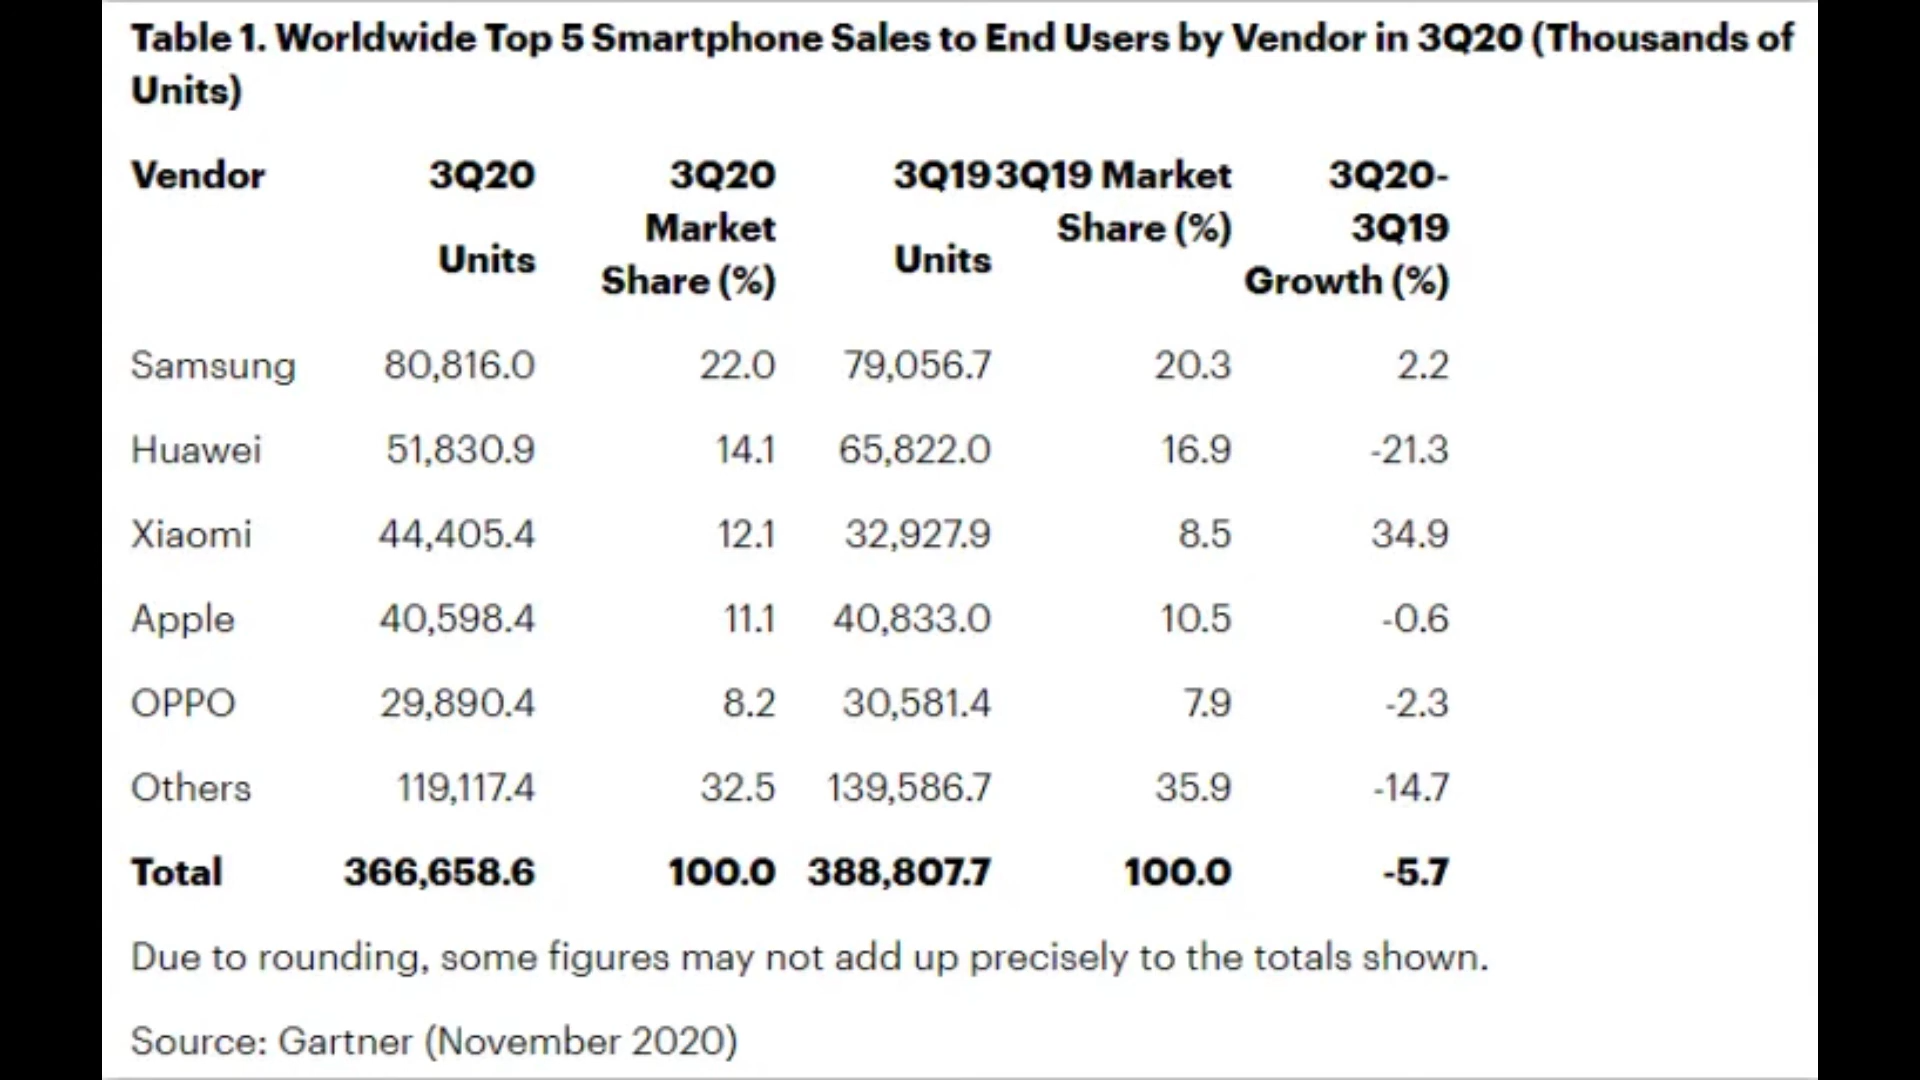 Table 1. Worldwide Top 5 Smartphone Sales to End Users by Vendor in 3Q20 (Thousands of
Units)
Vendor 3Q20 3Q20 3Q19 3Q19 Market 3Q20-
Market Share (%) 3Q19
Units Units
Share (%) Growth (%)
Samsung 80,816.0 22.0 79,056.7 20.3 2.2
Huawei 51,830.9 14.1 65,822.0 16.9 -21.3
Xiaomi 44,405.4 12.1 32,927.9 8.5 34.9
Apple 40,598.4 11.1 40,833.0 10.5 -0.6
OPPO 29,890.4 8.2 30,581.4 7.9 -2.3
Others 119,117.4 32.5 139,586.7 35.9 -14.7
Total 366,658.6 100.0 388,807.7 100.0 -5.7
Due to rounding, some figures may not add up precisely to the totals shown.
Source: Gartner (November 2020)